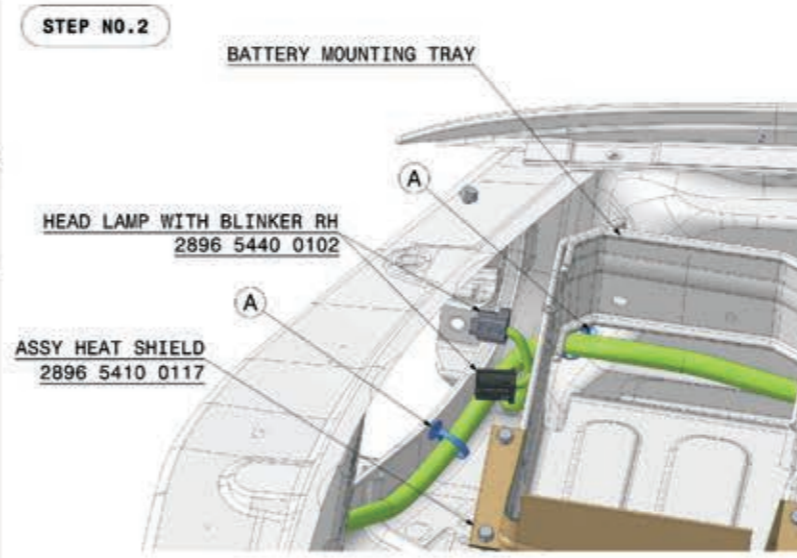 STEP NO.2
BATTERY MOUNTING TRAY
A
HEAD LAMP WITH BLINKER RH
2896 5440 0102
A
ASSY HEAT SHIELD
2896 5410 0117